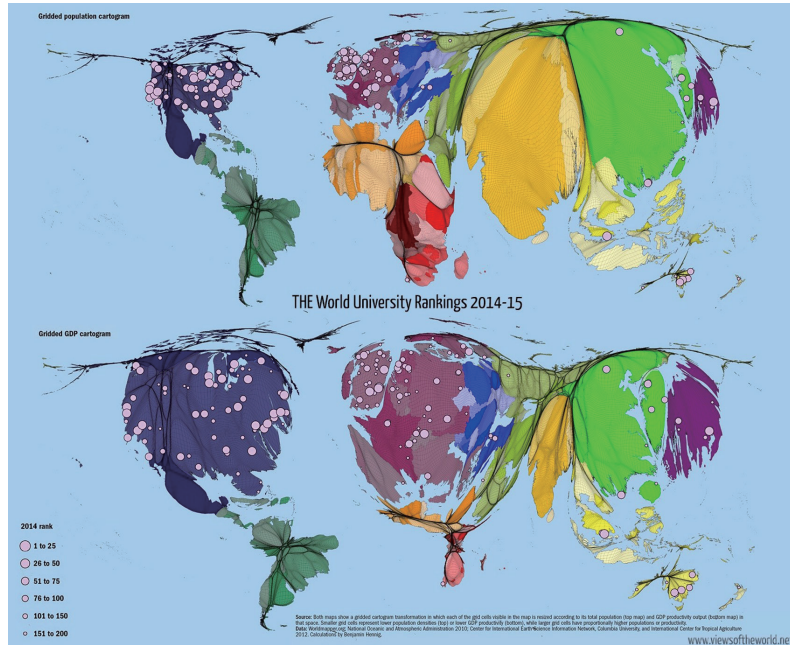 Gridded population cartogram
THE World University Rankings 2014-15
Gridded GDP cartogram
2014 rank
1 to 25
26 to 50
51 to 75
76 to 100
101 to 150
151 to 200
Source: Both maps show a gridded cartogram transformation in which each of the grid cells visible in the map is resized according to its total population (top map) and GDP productivity output (bottom map) in
that space. Smaller grid cells represent lower population densities (top) or lower GDP productivity (bottom), while larger grid cells have proportionally higher populations or productivity.
Data: Worldmapper.org; National Oceanic and Atmospheric Administration 2010; Center for International Earth Science Information Network, Columbia University, and International Center for Tropical Agriculture
2012. Calculations by Benjamin Hennig.
www.viewsoftheworld.ne